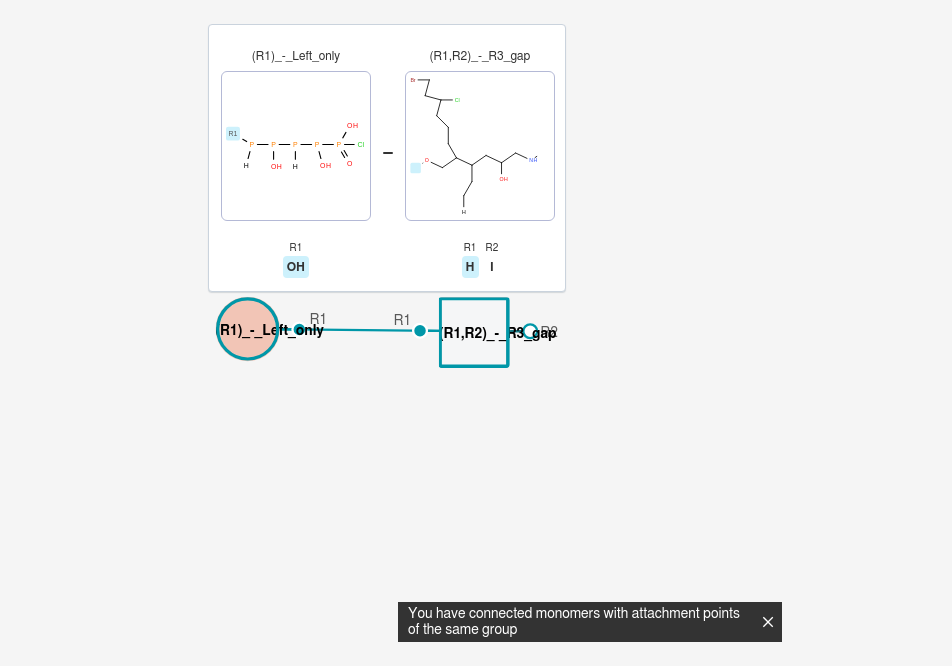 (R1)_-_Left_only (R1,R2)_-_R3_gap
Br
Cl
R1 P P P P P Cl OH
H OH H OH O
O
OH
H
R1 R1 R2
OH H I
R1)_-_Left_only R1 R1 (R1,R2)_-_R3_gap R2
You have connected monomers with attachment points
of the same group